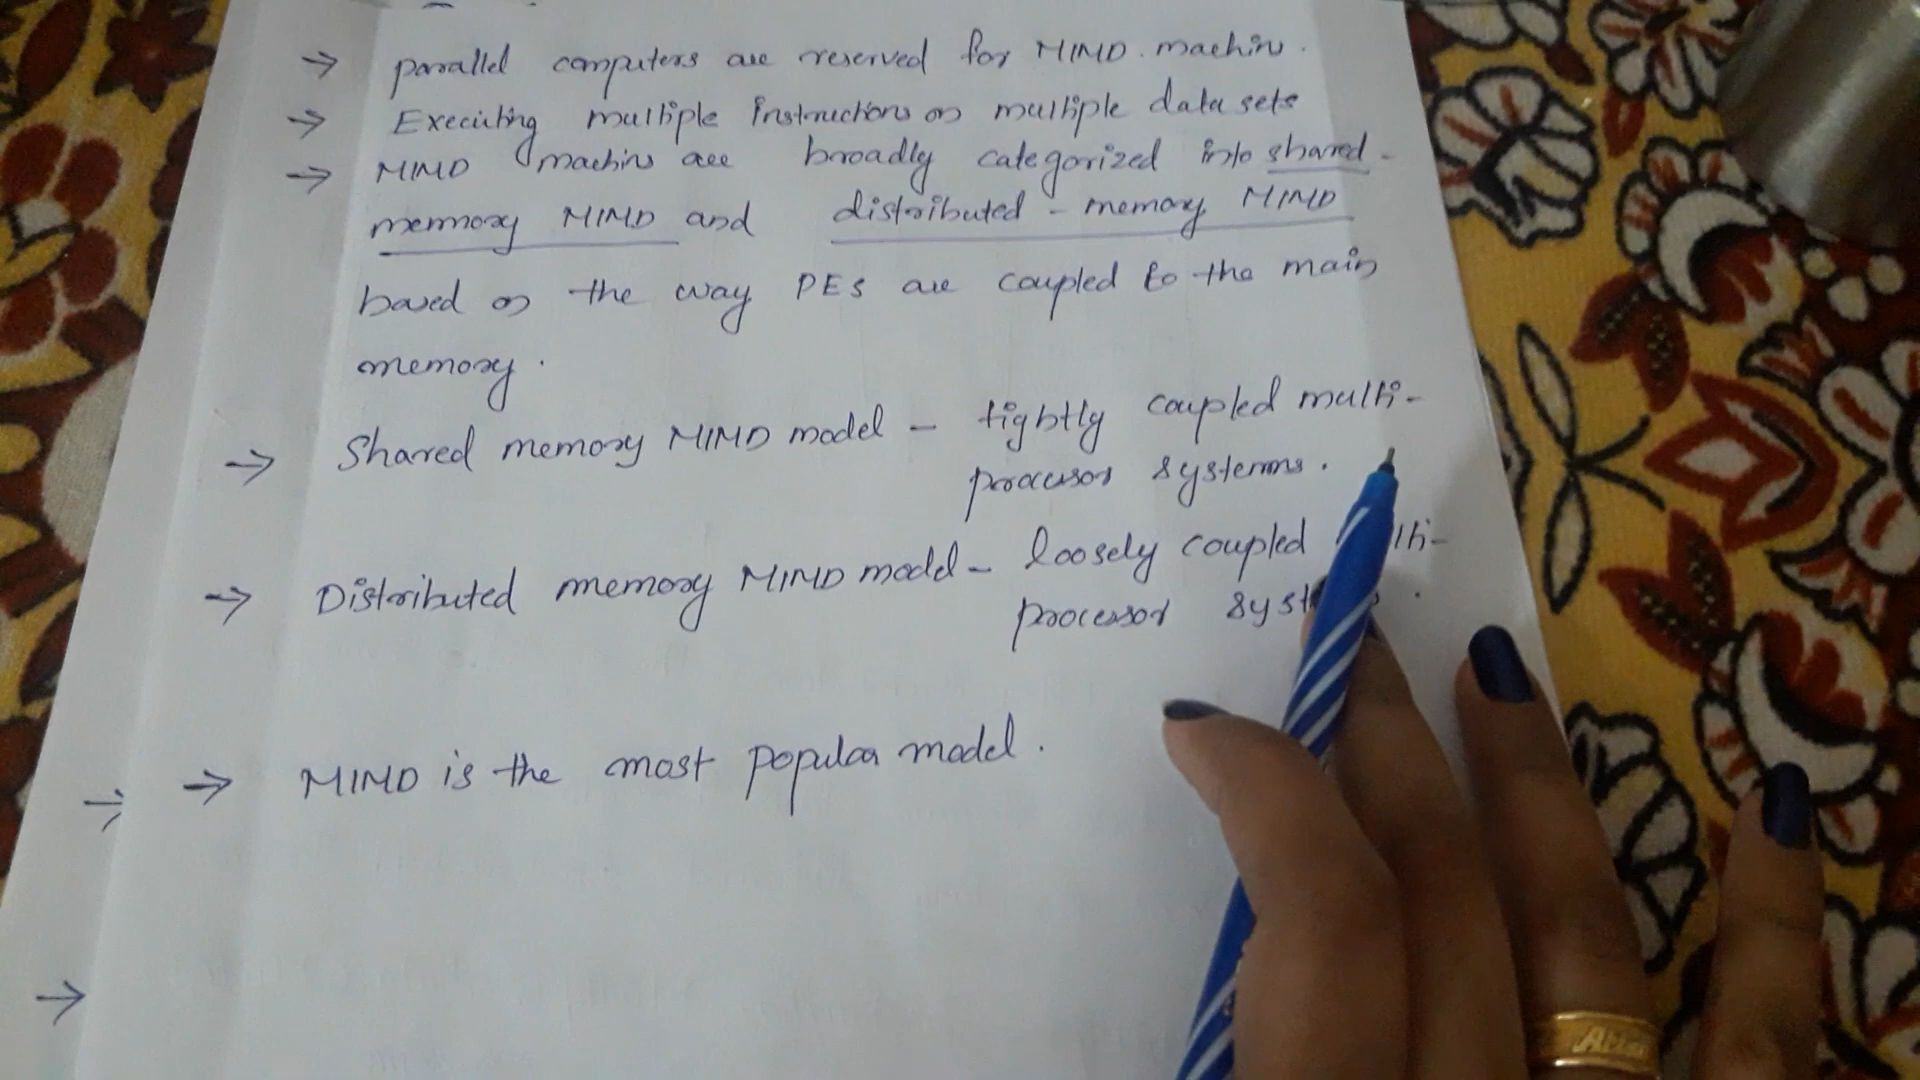 → parallel computers are reserved for MIMD machin.
→ Executing multiple instructions on multiple data sets
→ MIMD machins are broadly categorized into shared-
memory MIMD and distributed-memory MIMD
based on the way PEs are coupled to the main
memory.
→ Shared memory MIMD model - tightly coupled multi-
processor systems.
→ Distributed memory MIMD model - loosely coupled
processor
→ MIMD is the most popular model.